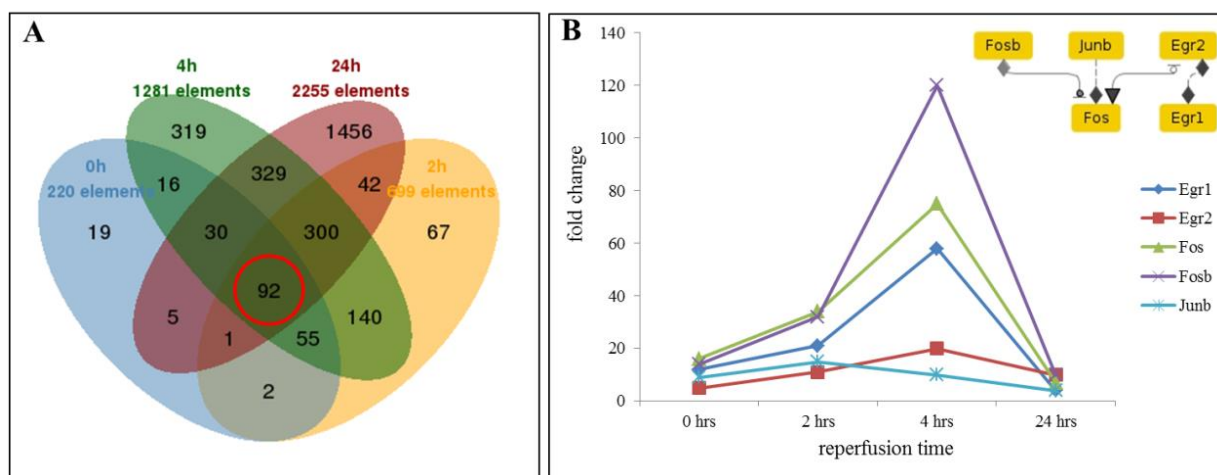 A
4h
1281 elements
24h
2255 elements
0h
220 elements
2h
699 elements
319
1456
16
329
42
19
30
300
67
92
5
1
55
140
2
B
140
120
100
80
60
40
20
0
fold change
0 hrs
2 hrs
4 hrs
24 hrs
reperfusion time
Fosb
Junb
Egr2
Fos
Egr1
Egr1
Egr2
Fos
Fosb
Junb